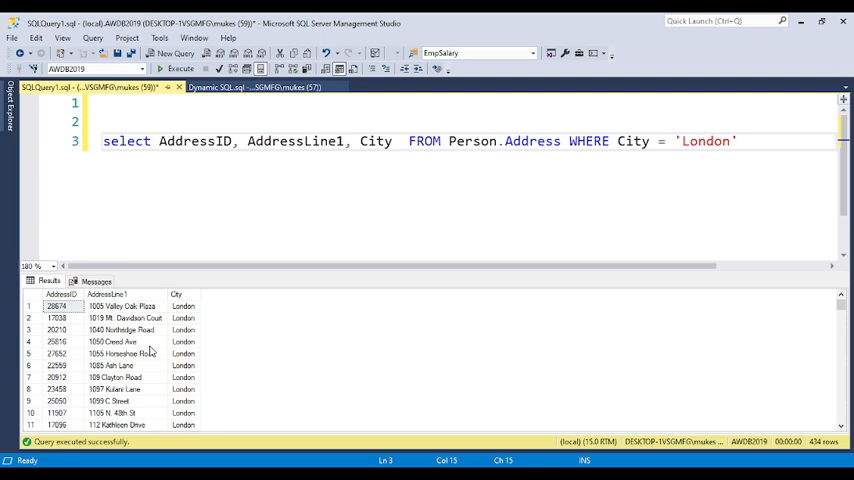 SQLQuery1.sql - (local).AWDB2019 (DESKTOP-1VSGMFG\mukes (59))* - Microsoft SQL Server Management Studio
Quick Launch (Ctrl+Q)
File Edit View Query Project Tools Window Help
New Query
EmpSalary
AWDB2019
Execute
SQLQuery1.sql - (...VSGMFG\mukes (59))*
Dynamic SQL.sql -...SGMFG\mukes (57))
Object Explorer
1
2
3 select AddressID, AddressLine1, City FROM Person.Address WHERE City = 'London'
180 %
Results Messages
AddressID AddressLine1 City
1 28674 1005 Valley Oak Plaza London
2 17038 1019 Mt. Davidson Court London
3 20210 1040 Northridge Road London
4 25816 1050 Creed Ave London
5 27652 1055 Horseshoe Road London
6 22559 1085 Ash Lane London
7 20912 109 Clayton Road London
8 23458 1097 Kulani Lane London
9 25050 1099 C Street London
10 11907 1105 N. 48th St London
11 17096 112 Kathleen Drive London
Query executed successfully.
(local) (15.0 RTM) DESKTOP-1VSGMFG\mukes ... AWDB2019 00:00:00 434 rows
Ready
Ln 3 Col 15 Ch 15 INS